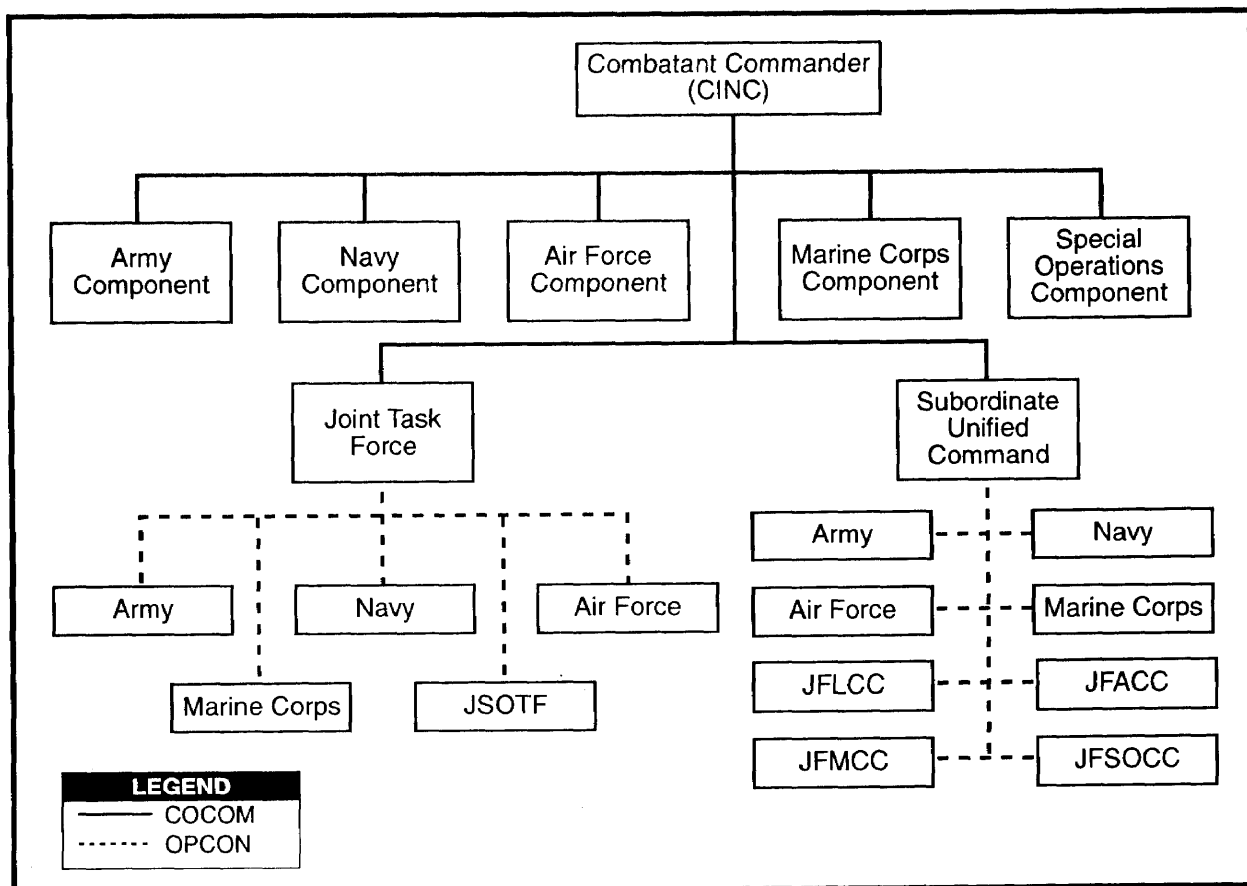 Combatant Commander
(CINC)
Army
Component
Navy
Component
Air Force
Component
Marine Corps
Component
Special
Operations
Component
Joint Task
Force
Subordinate
Unified
Command
Army
Navy
Air Force
Marine Corps
JSOTF
Army
Navy
Air Force
Marine Corps
JFLCC
JFACC
JFMCC
JFSOCC
LEGEND
COCOM
OPCON